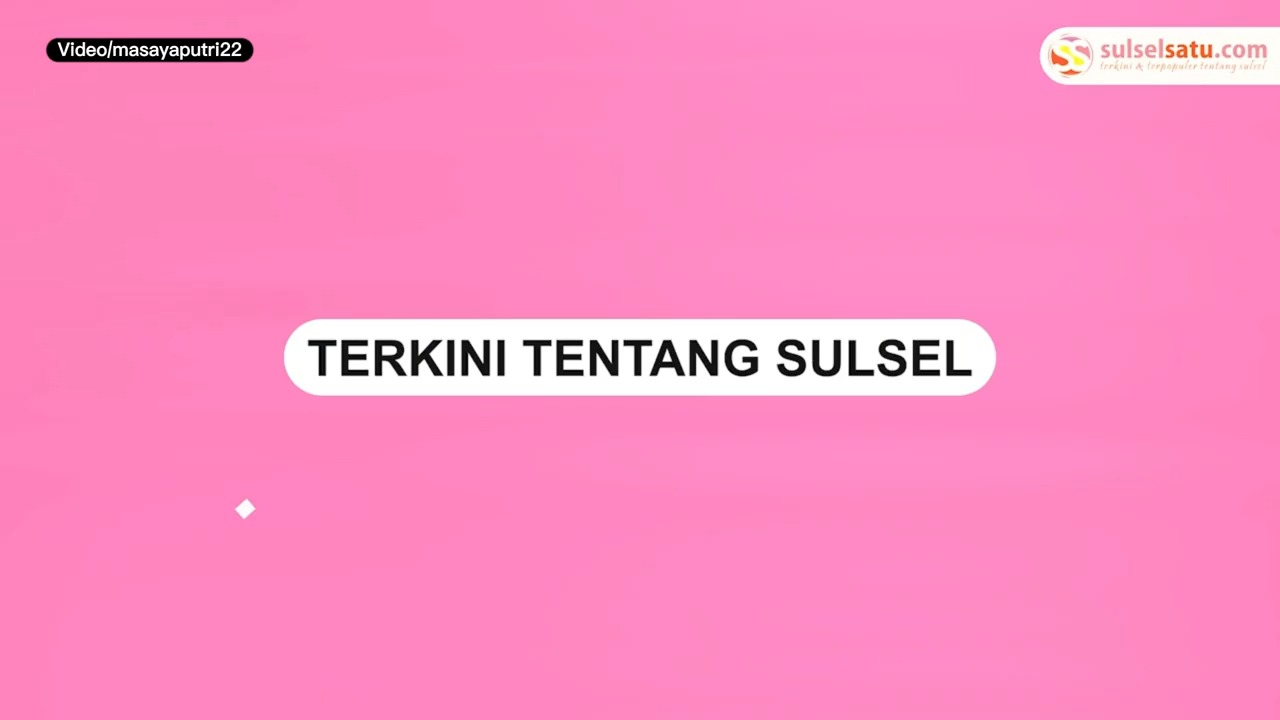 Video/masayaputri22
sulselsatu.com
terkini & terpopuler tentang sulsel
TERKINI TENTANG SULSEL